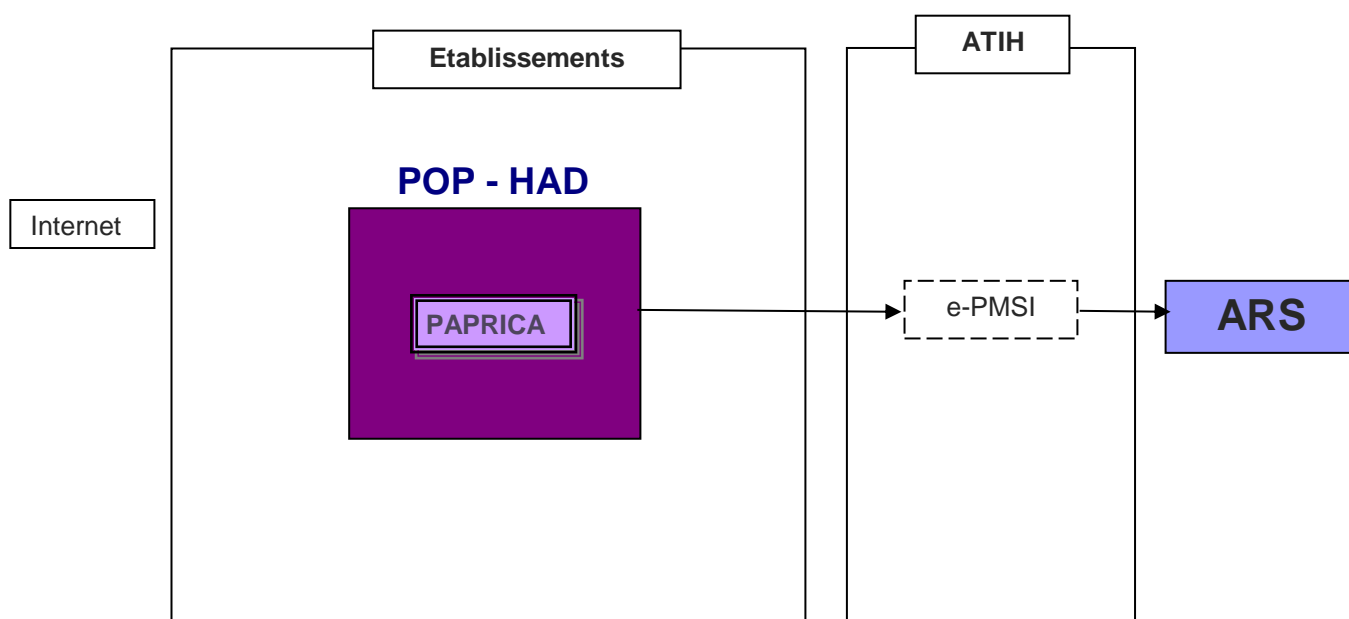 Etablissements
ATIH
POP - HAD
Internet
PAPRICA
e-PMSI
ARS